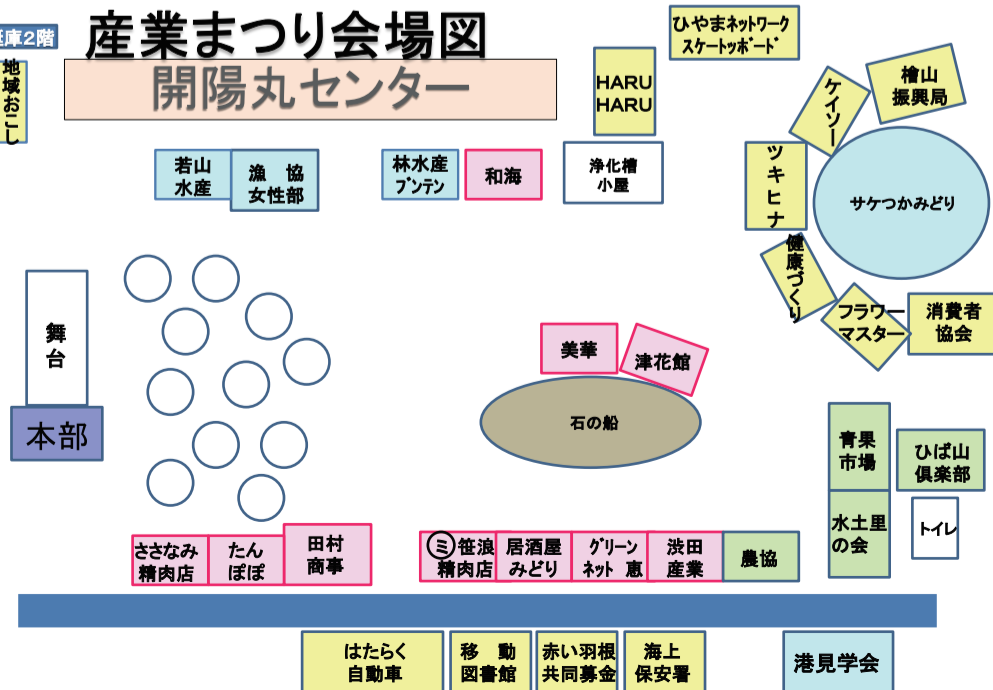 産業まつり会場図
庫2階
地域おこし
開陽丸センター
ひやまネットワーク
スケートッボード
HARU
HARU
ケイソー
檜山
振興局
若山
水産
漁 協
女性部
林水産
ブンテン
和海
浄化槽
小屋
ツキヒナ
サケつかみどり
健康づくり
フラワー
マスター
消費者
協会
舞台
本部
美華
津花館
石の船
青果
市場
ひば山
倶楽部
水土里
の会
トイレ
ささなみ
精肉店
たん
ぽぽ
田村
商事
ミ笹浪
精肉店
居酒屋
みどり
グリーン
ネット 恵
渋田
産業
農協
はたらく
自動車
移 動
図書館
赤い羽根
共同募金
海上
保安署
港見学会